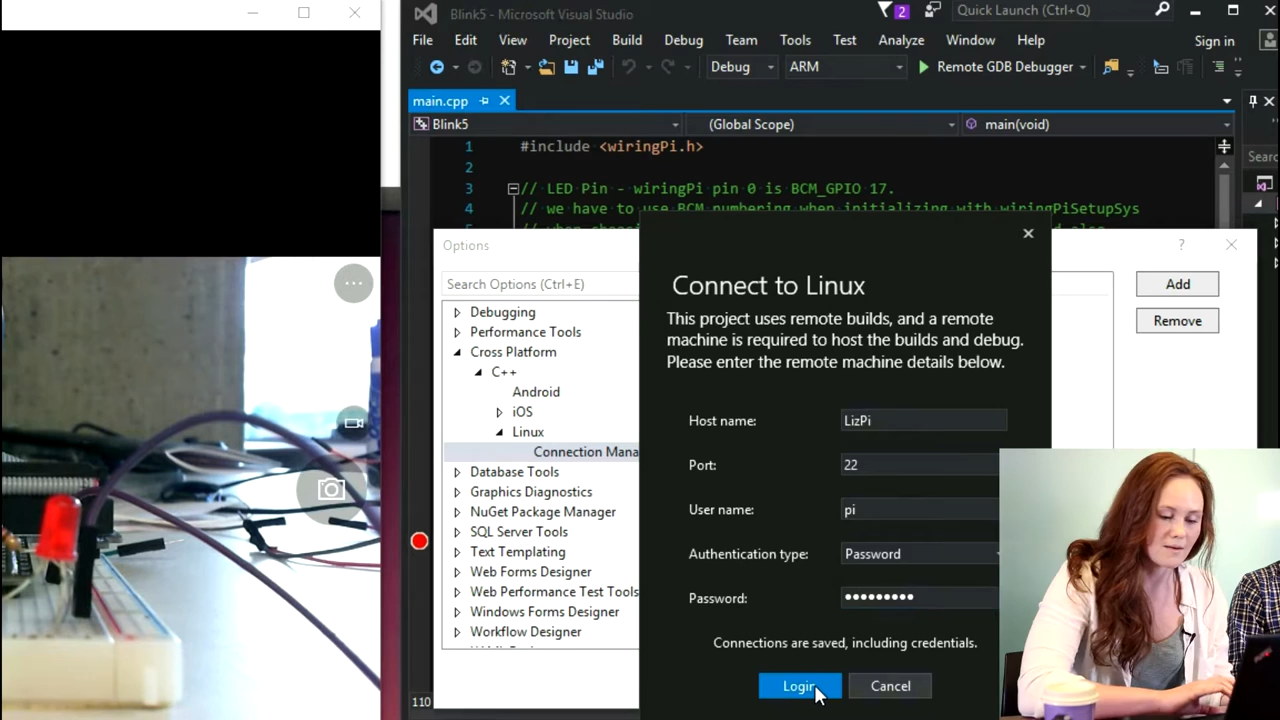 Blink5 - Microsoft Visual Studio
2
Quick Launch (Ctrl+Q)
File Edit View Project Build Debug Team Tools Test Analyze Window Help
Sign in
Debug ARM Remote GDB Debugger
main.cpp
Blink5 (Global Scope) main(void)
1 #include <wiringPi.h>
2
3 // LED Pin - wiringPi pin 0 is BCM_GPIO 17.
4 // we have to use BCM numbering when initializing with wiringPiSetupSys
Options
Search Options (Ctrl+E)
Debugging
Performance Tools
Cross Platform
C++
Android
iOS
Linux
Connection Mana
Database Tools
Graphics Diagnostics
NuGet Package Manager
SQL Server Tools
Text Templating
Web Forms Designer
Web Performance Test Tools
Windows Forms Designer
Workflow Designer
Add
Remove
Connect to Linux
This project uses remote builds, and a remote
machine is required to host the builds and debug.
Please enter the remote machine details below.
Host name: LizPi
Port: 22
User name: pi
Authentication type: Password
Password: •••••••••
Connections are saved, including credentials.
Login Cancel
110
Sear